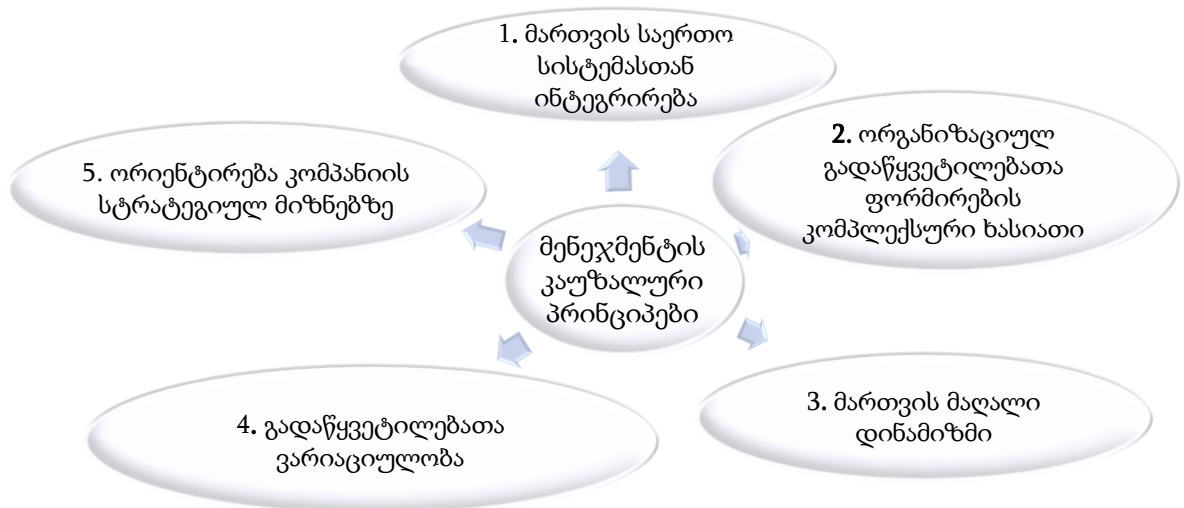 1. მართვის საერთო
სისტემასთან
ინტეგრირება
2. ორგანიზაციულ
გადაწყვეტილებათა
ფორმირების
კომპლექსური ხასიათი
3. მართვის მაღალი
დინამიზმი
4. გადაწყვეტილებათა
ვარიაციულობა
5. ორიენტირება კომპანიის
სტრატეგიულ მიზნებზე
მენეჯმენტის
კაუზალური
პრინციპები